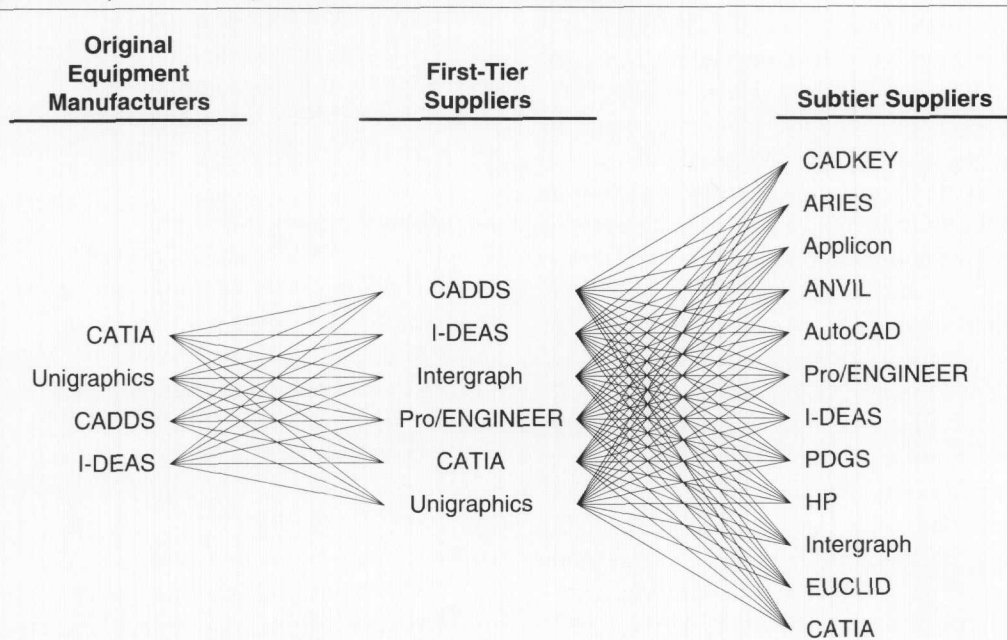 Original
Equipment
Manufacturers
First-Tier
Suppliers
Subtier Suppliers
CATIA
Unigraphics
CADDS
I-DEAS
CADDS
I-DEAS
Intergraph
Pro/ENGINEER
CATIA
Unigraphics
CADKEY
ARIES
Applicon
ANVIL
AutoCAD
Pro/ENGINEER
I-DEAS
PDGS
HP
Intergraph
EUCLID
CATIA